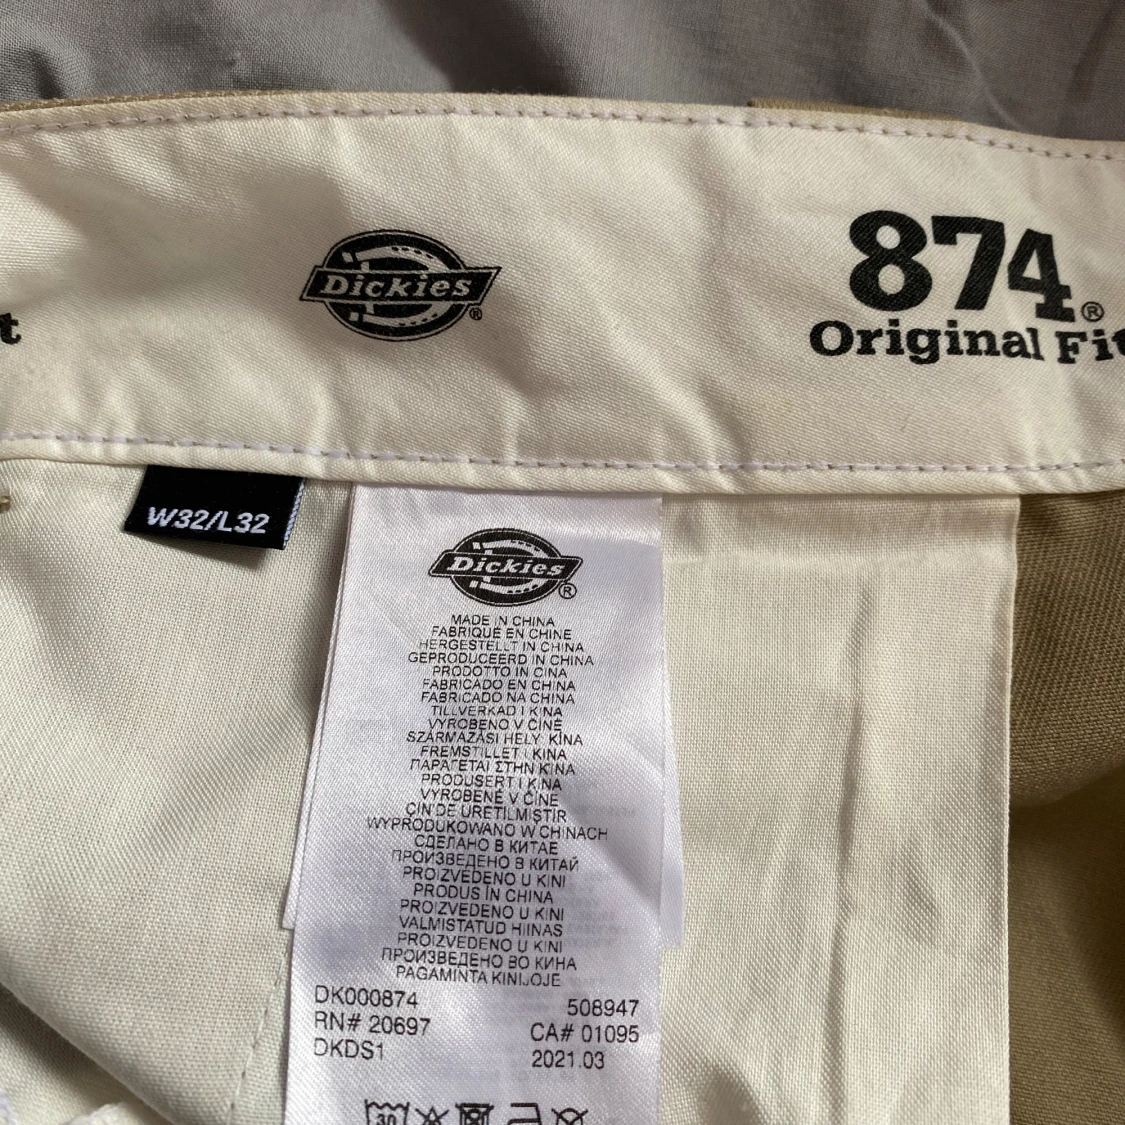 Dickies®
874®
Original Fit
t
W32/L32
Dickies®
MADE IN CHINA
FABRIQUÉ EN CHINE
HERGESTELLT IN CHINA
GEPRODUCEERD IN CHINA
PRODOTTO IN CINA
FABRICADO EN CHINA
FABRICADO NA CHINA
TILLVERKAD I KINA
VYROBENO V ČÍNĚ
SZÁRMAZÁSI HELY KÍNA
FREMSTILLET I KINA
ΠΑΡΑΓΕΤΑΙ ΣΤΗΝ ΚΊΝΑ
PRODUSERT I KINA
VYROBENÉ V ČÍNE
ÇİN'DE ÜRETİLMİŞTİR
WYPRODUKOWANO W CHINACH
СДЕЛАНО В КИТАЕ
ПРОИЗВЕДЕНО В КИТАЙ
PROIZVEDENO U KINI
PRODUS ÎN CHINA
PROIZVEDENO U KINI
VALMISTATUD HIINAS
PROIZVEDENO U KINI
ПРОИЗВЕДЕНО ВО КИНА
PAGAMINTA KINIJOJE
DK000874 508947
RN# 20697 CA# 01095
DKDS1 2021.03
30